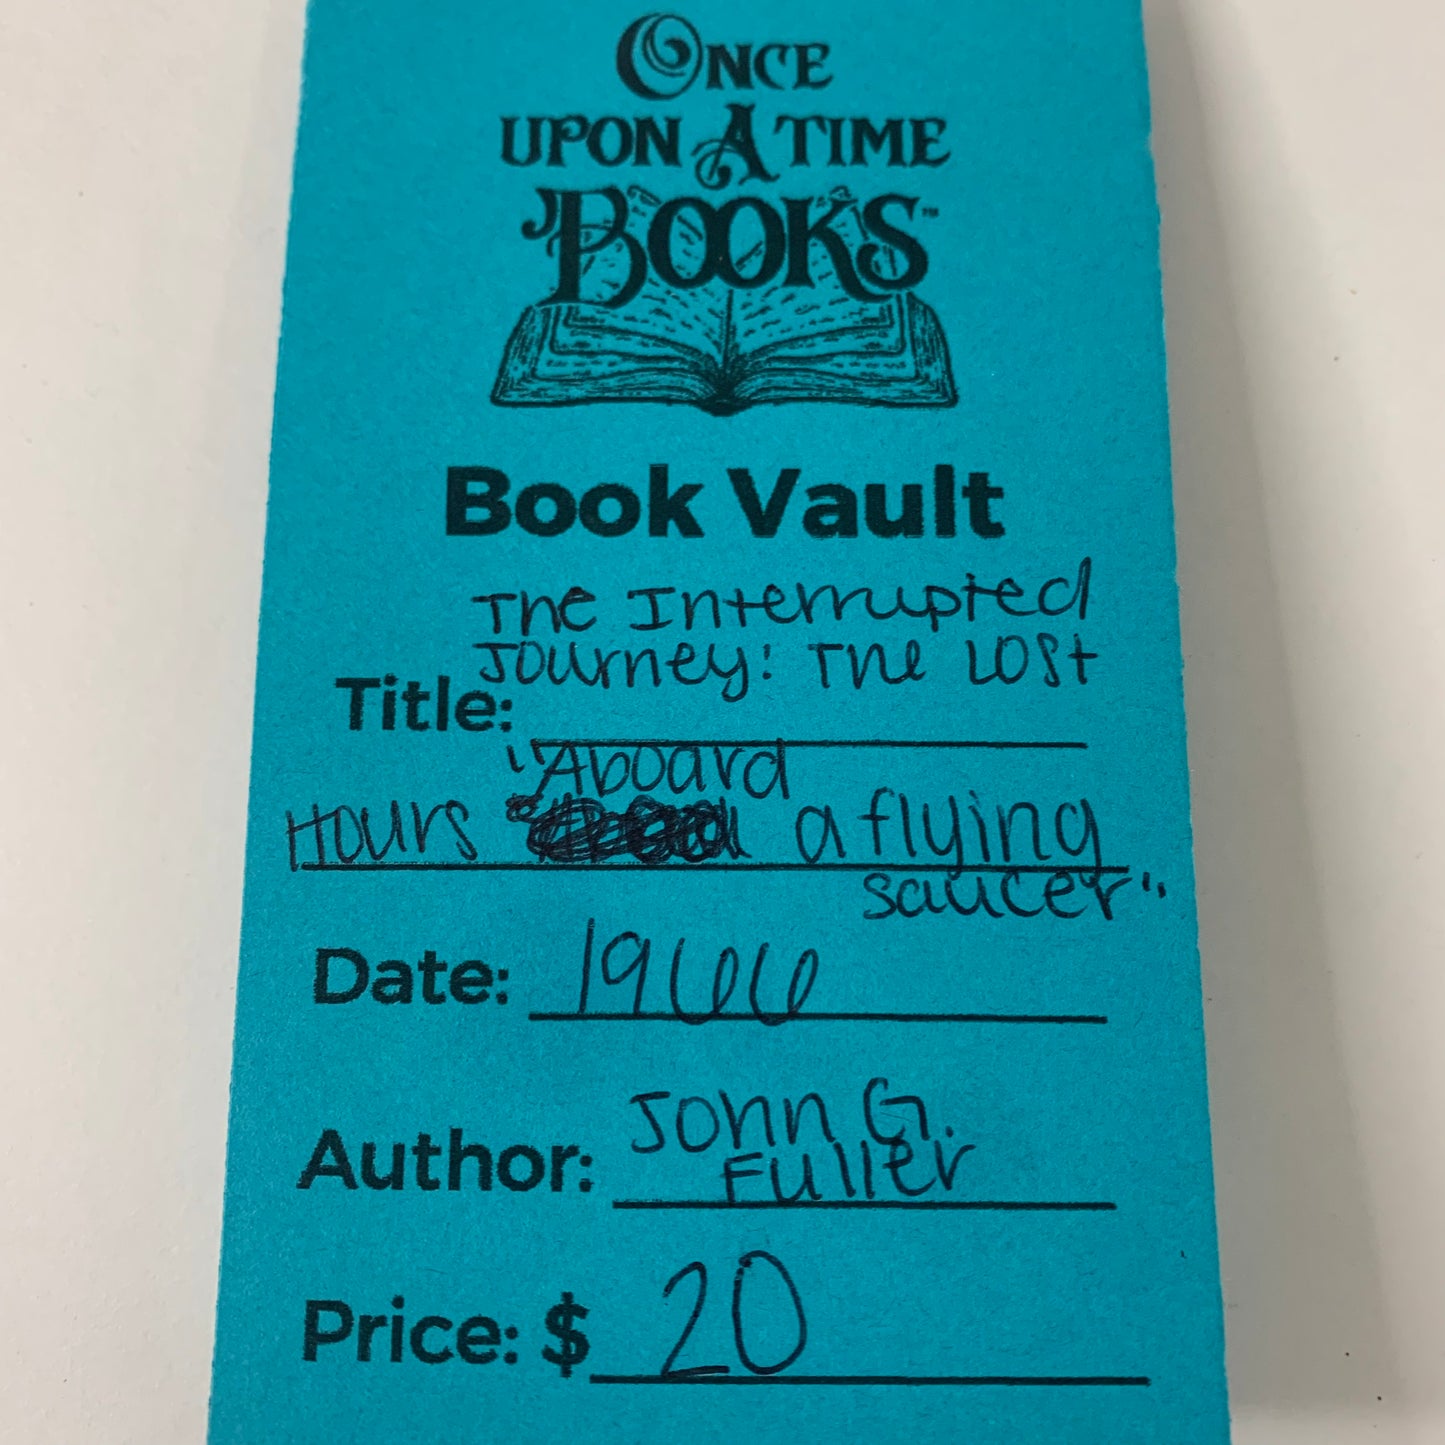 ONCE
UPON A TIME
BOOKS™
Book Vault
The Interrupted
Journey: The Lost
Title:
"Aboard
Hours a flying
saucer"
Date: 1966
Author: John G.
Fuller
Price: $ 20